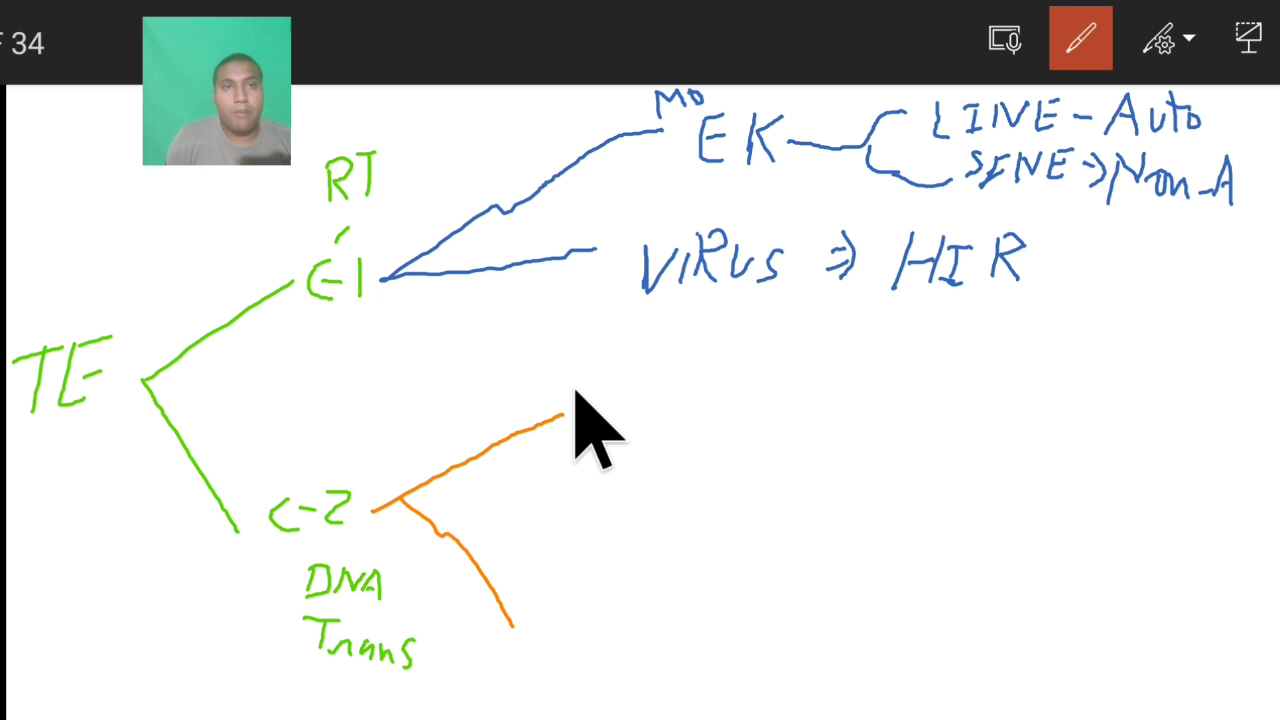 34
Mo
EK
LINE - Auto
SINE => Non-A
RT
C-1
VIRUS => HIR
TE
C-2
DNA
Trans